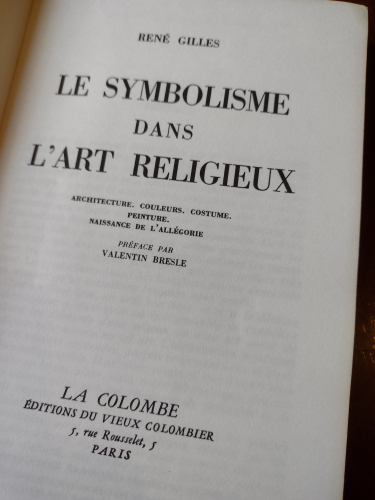 RENÉ GILLES
LE SYMBOLISME
DANS
L'ART RELIGIEUX
ARCHITECTURE. COULEURS. COSTUME.
PEINTURE.
NAISSANCE DE L'ALLÉGORIE
PRÉFACE PAR
VALENTIN BRESLE
LA COLOMBE
ÉDITIONS DU VIEUX COLOMBIER
5, rue Rousselet, 5
PARIS